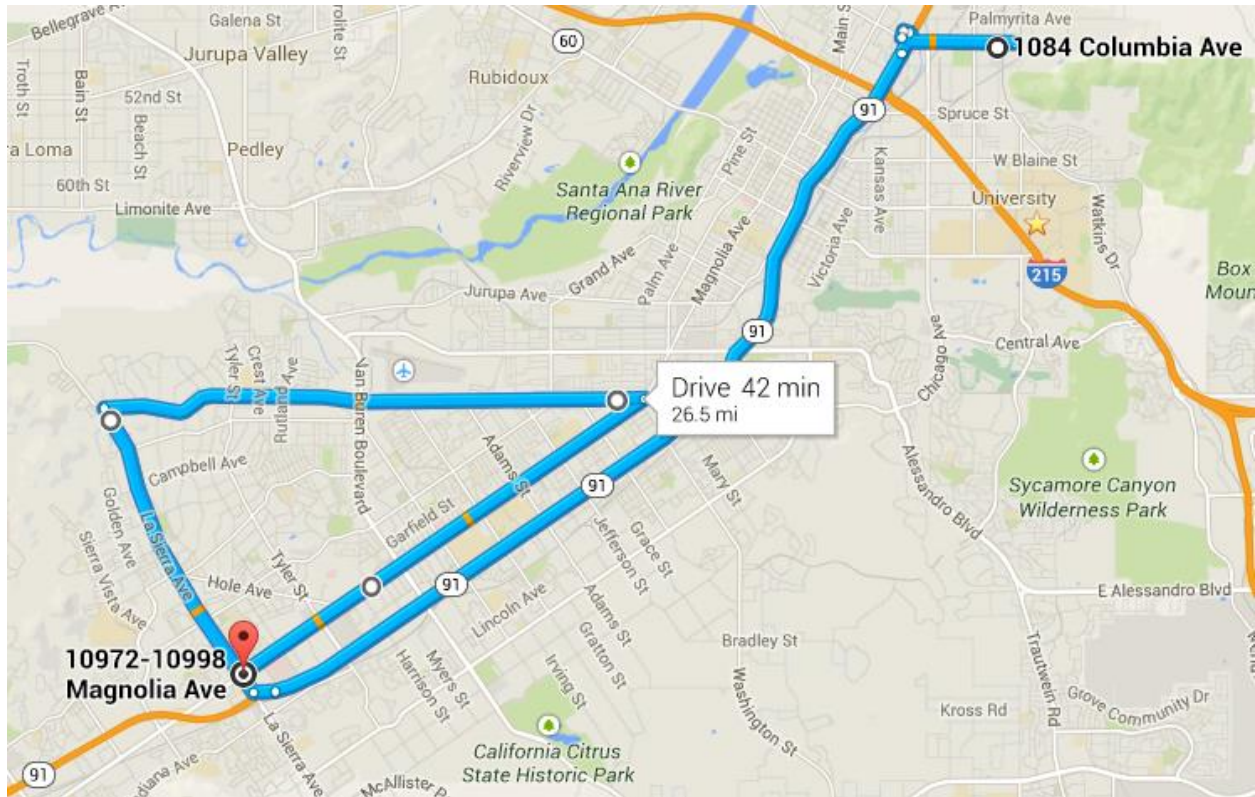 Bellegrave Av
Galena St
Jurupa Valley
Troth St
Bain St
52nd St
Beach St
60
Rubidoux
Main S
Palmyrita Ave
1084 Columbia Ave
91
Spruce St
ra Loma
Pedley
Riverview Dr
Pine St
Kansas Ave
W Blaine St
60th St
Limonite Ave
Santa Ana River
Regional Park
University
Watkins Dr
Grand Ave
Palm Ave
Magnolia Ave
Victoria Ave
215
Box
Moun
Jurupa Ave
91
Chicago Ave
Central Ave
Tyler St
Crest Ave
Rutland Ave
Van Buren Boulevard
Drive 42 min
26.5 mi
Campbell Ave
Adams St
Mary St
Alessandro Blvd
Sycamore Canyon
Wilderness Park
Golden Ave
La Sierra Ave
Garfield St
91
Jefferson St
Grace St
Sierra Vista Ave
Hole Ave
Tyler St
91
Lincoln Ave
Adams St
Gratton St
E Alessandro Blvd
10972-10998
Magnolia Ave
Harrison St
Myers St
Irving St
Bradley St
Washington St
Trautwein Rd
Grove Community Dr
Kross Rd
La Sierra Ave
California Citrus
State Historic Park
91
diana Ave
McAllister P